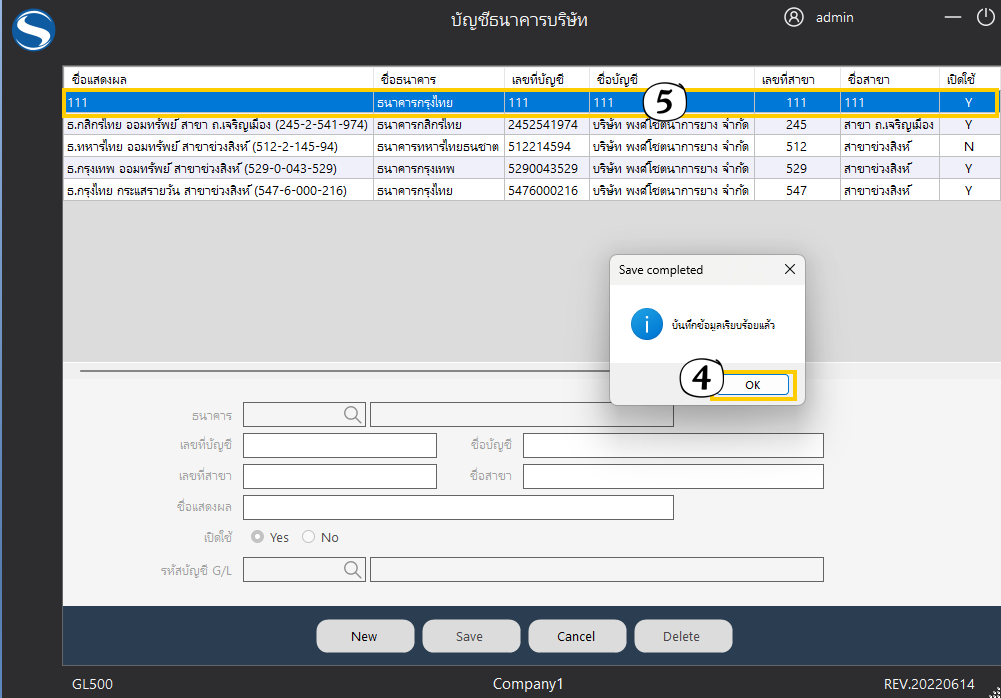 บัญชีธนาคารบริษัท
admin
ชื่อแสดงผล ชื่อธนาคาร เลขที่บัญชี ชื่อบัญชี เลขที่สาขา ชื่อสาขา เปิดใช้
111 ธนาคารกรุงไทย 111 111 111 111 Y
5
ธ.กสิกรไทย ออมทรัพย์ สาขา ถ.เจริญเมือง (245-2-541-974) ธนาคารกสิกรไทย 2452541974 บริษัท พงศ์โชตนาการยาง จำกัด 245 สาขา ถ.เจริญเมือง Y
ธ.ทหารไทย ออมทรัพย์ สาขาช่วงสิงห์ (512-2-145-94) ธนาคารทหารไทยธนชาต 512214594 บริษัท พงศ์โชตนาการยาง จำกัด 512 สาขาช่วงสิงห์ N
ธ.กรุงเทพ ออมทรัพย์ สาขาช่วงสิงห์ (529-0-043-529) ธนาคารกรุงเทพ 5290043529 บริษัท พงศ์โชตนาการยาง จำกัด 529 สาขาช่วงสิงห์ Y
ธ.กรุงไทย กระแสรายวัน สาขาช่วงสิงห์ (547-6-000-216) ธนาคารกรุงไทย 5476000216 บริษัท พงศ์โชตนาการยาง จำกัด 547 สาขาช่วงสิงห์ Y
Save completed
บันทึกข้อมูลเรียบร้อยแล้ว
4 OK
ธนาคาร
เลขที่บัญชี ชื่อบัญชี
เลขที่สาขา ชื่อสาขา
ชื่อแสดงผล
เปิดใช้ Yes No
รหัสบัญชี G/L
New Save Cancel Delete
GL500 Company1 REV.20220614